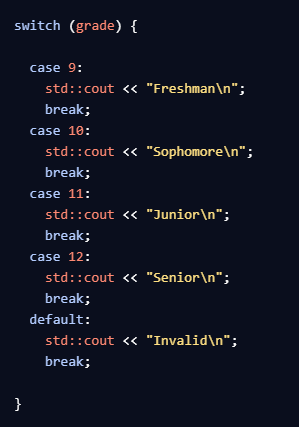 switch (grade) {
case 9:
std::cout << "Freshman\n";
break;
case 10:
std::cout << "Sophomore\n";
break;
case 11:
std::cout << "Junior\n";
break;
case 12:
std::cout << "Senior\n";
break;
default:
std::cout << "Invalid\n";
break;
}